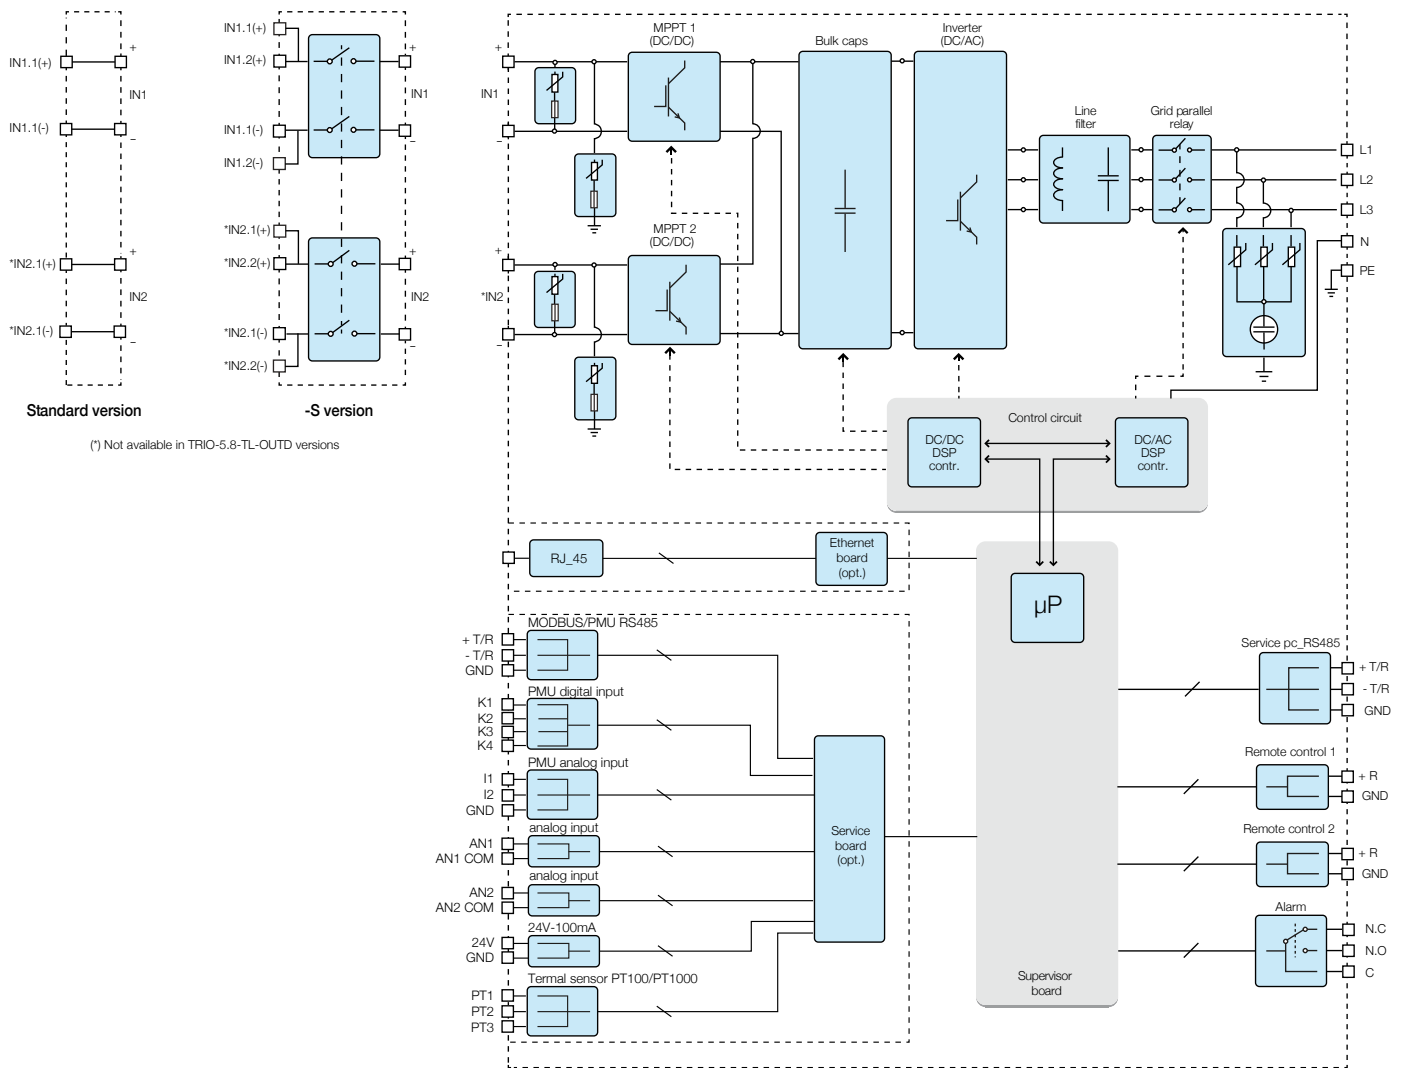 IN1.1(+)
+
IN1
IN1.1(-)
_
*IN2.1(+)
+
IN2
*IN2.1(-)
_
Standard version
IN1.1(+)
IN1.2(+)
+
IN1
IN1.1(-)
_
IN1.2(-)
*IN2.1(+)
+
*IN2.2(+)
IN2
*IN2.1(-)
_
*IN2.2(-)
-S version
(*) Not available in TRIO-5.8-TL-OUTD versions
+
IN1
_
+
*IN2
_
MPPT 1
(DC/DC)
MPPT 2
(DC/DC)
Bulk caps
Inverter
(DC/AC)
Line
filter
Grid parallel
relay
L1
L2
L3
N
PE
Control circuit
DC/DC
DSP
contr.
DC/AC
DSP
contr.
RJ_45
Ethernet
board
(opt.)
µP
MODBUS/PMU RS485
+ T/R
- T/R
GND
PMU digital input
K1
K2
K3
K4
PMU analog input
I1
I2
GND
analog input
AN1
AN1 COM
analog input
AN2
AN2 COM
24V-100mA
24V
GND
Termal sensor PT100/PT1000
PT1
PT2
PT3
Service
board
(opt.)
Supervisor
board
Service pc_RS485
+ T/R
- T/R
GND
Remote control 1
+ R
GND
Remote control 2
+ R
GND
Alarm
N.C
N.O
C